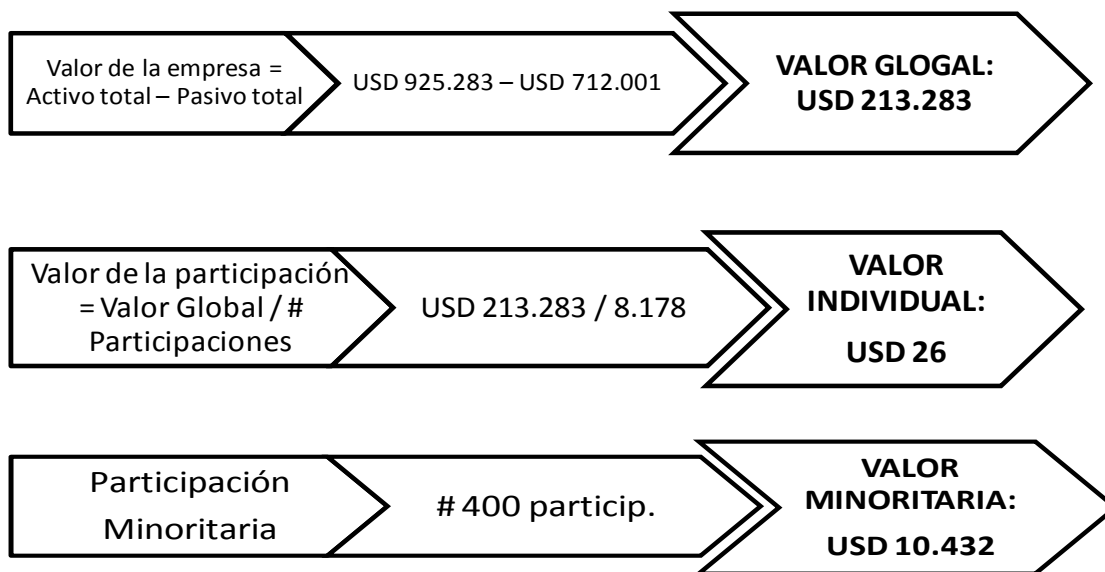 Valor de la empresa =
Activo total – Pasivo total
USD 925.283 – USD 712.001
VALOR GLOGAL:
USD 213.283
Valor de la participación
= Valor Global / #
Participaciones
USD 213.283 / 8.178
VALOR
INDIVIDUAL:
USD 26
Participación
Minoritaria
# 400 particip.
VALOR
MINORITARIA:
USD 10.432